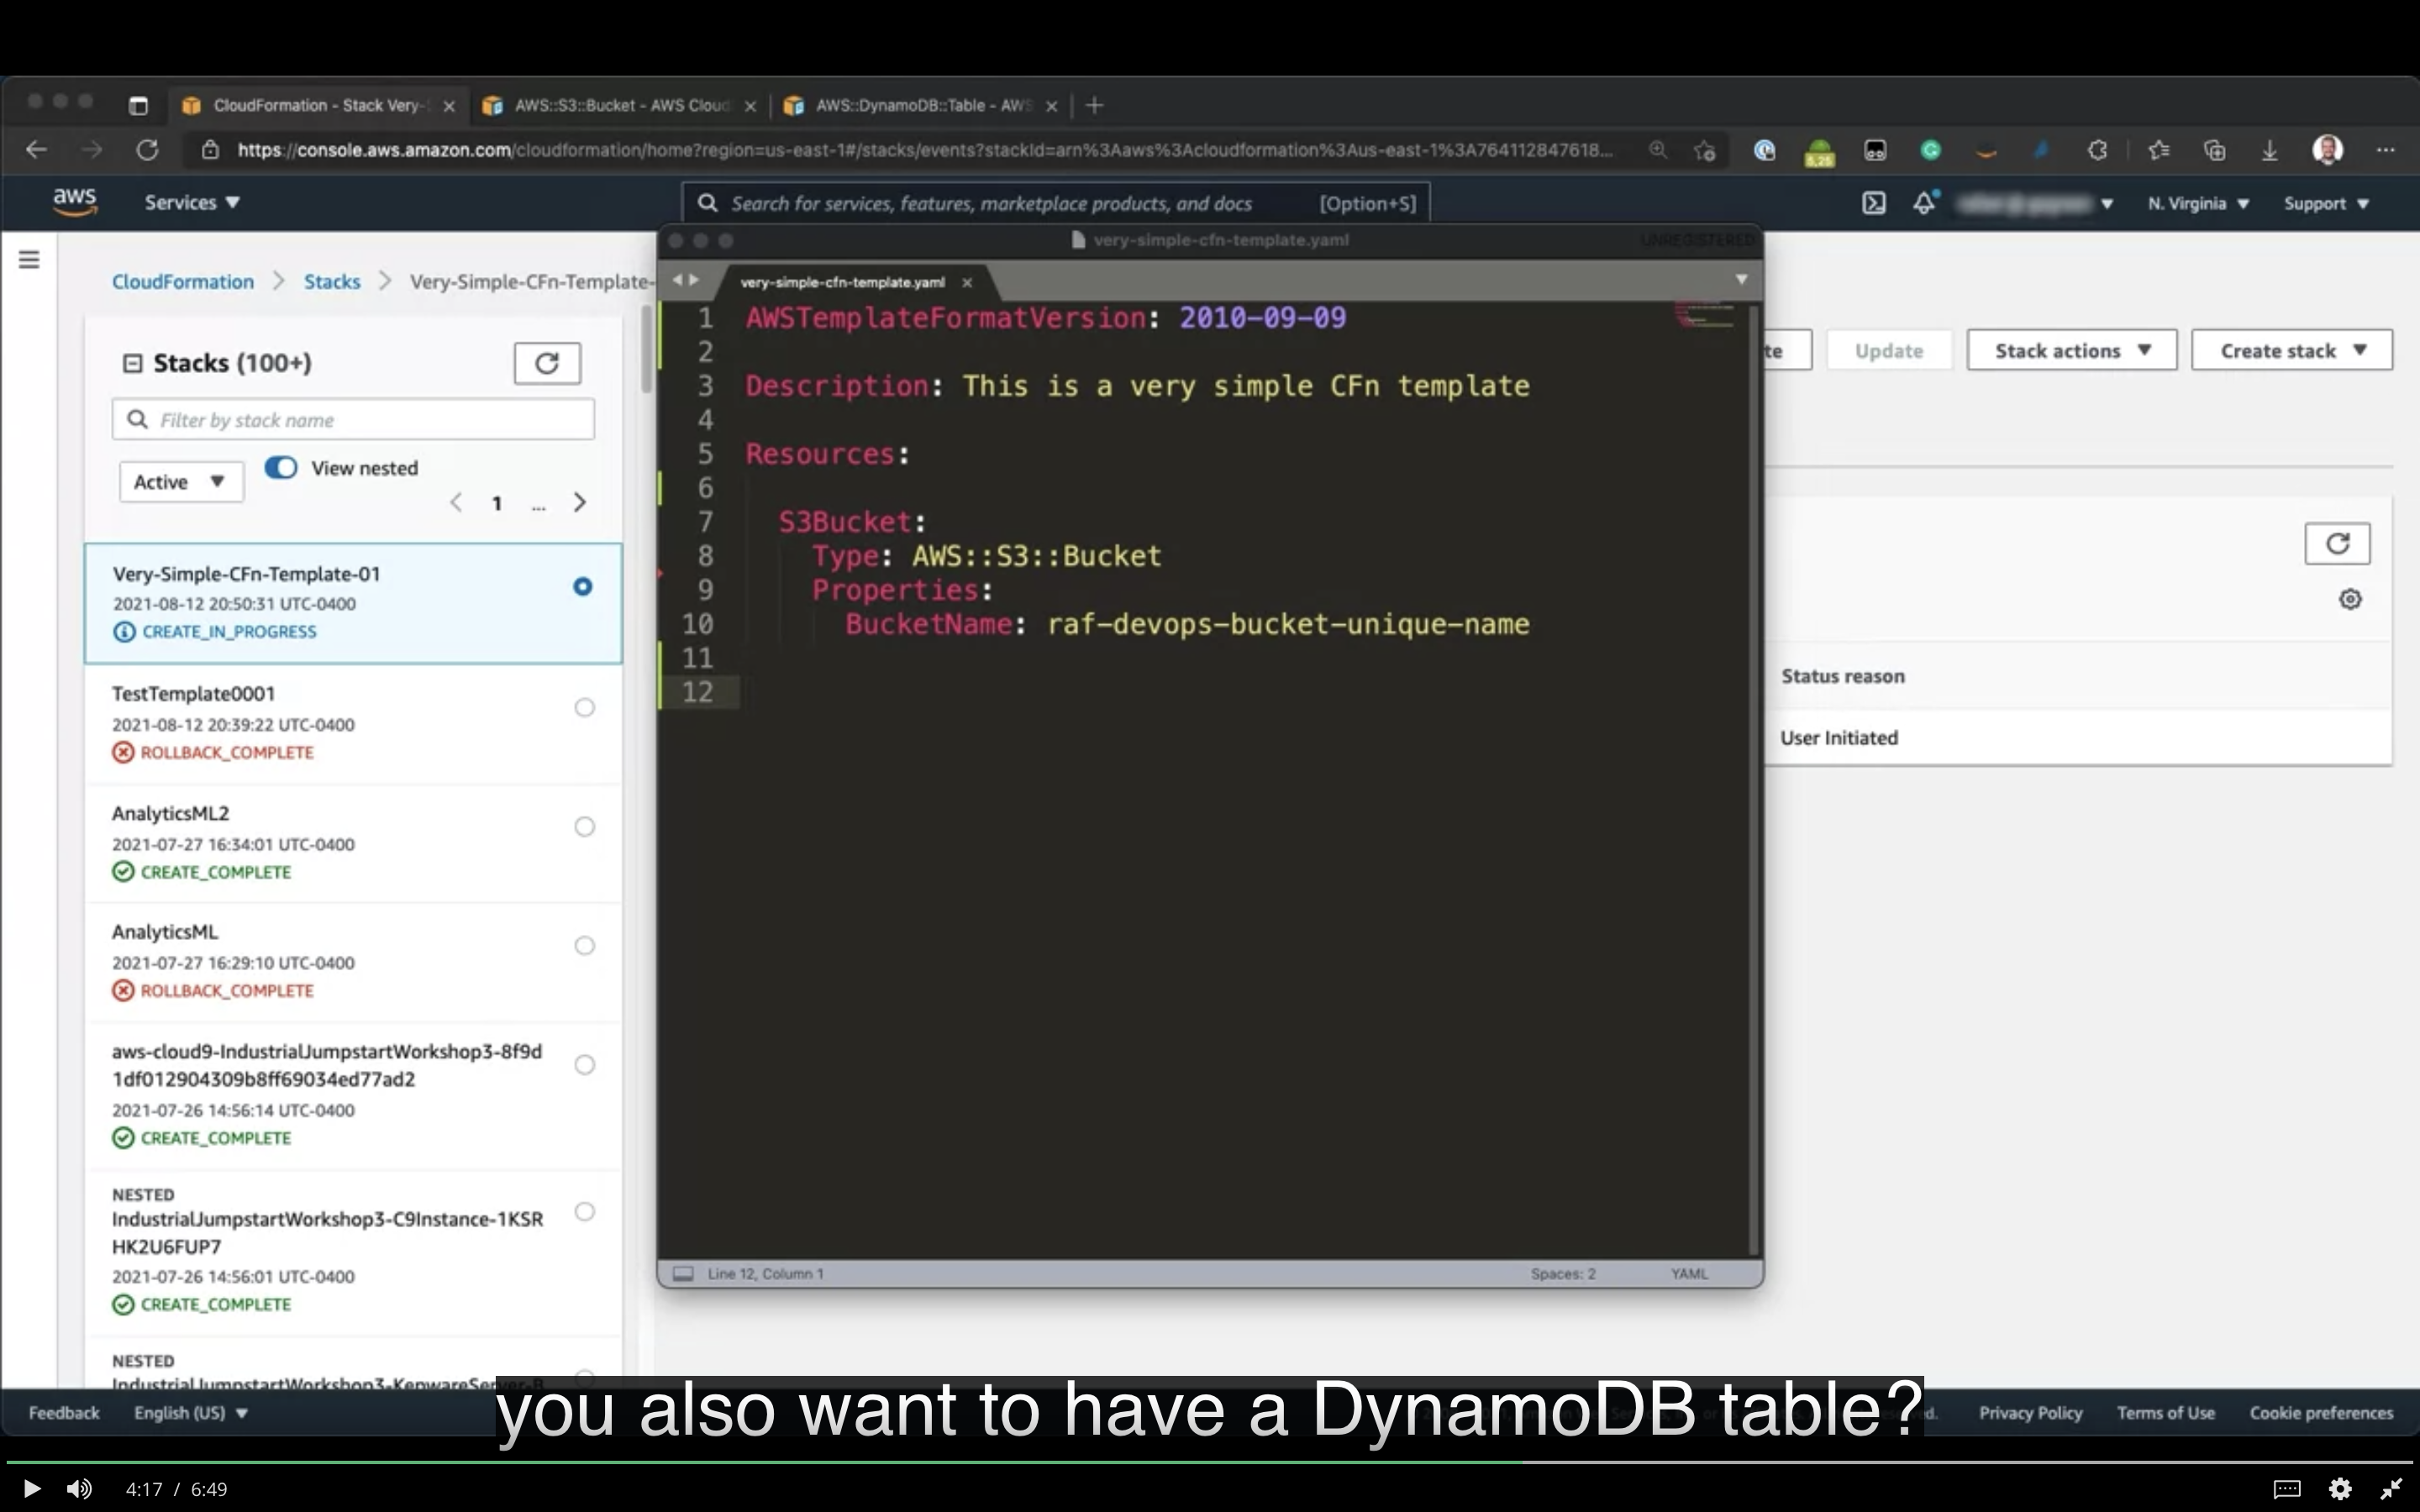 CloudFormation - Stack Very-
AWS::S3::Bucket - AWS Cloud
AWS::DynamoDB::Table - AWS
https://console.aws.amazon.com/cloudformation/home?region=us-east-1#/stacks/events?stackId=arn%3Aaws%3Acloudformation%3Aus-east-1%3A764112847618...
5.25
aws
Services
Search for services, features, marketplace products, and docs
[Option+S]
N. Virginia
Support
CloudFormation
Stacks
Very-Simple-CFn-Template-
Stacks (100+)
Filter by stack name
Active
View nested
1
...
Very-Simple-CFn-Template-01
2021-08-12 20:50:31 UTC-0400
CREATE_IN_PROGRESS
TestTemplate0001
2021-08-12 20:39:22 UTC-0400
ROLLBACK_COMPLETE
AnalyticsML2
2021-07-27 16:34:01 UTC-0400
CREATE_COMPLETE
AnalyticsML
2021-07-27 16:29:10 UTC-0400
ROLLBACK_COMPLETE
aws-cloud9-IndustrialJumpstartWorkshop3-8f9d
1df012904309b8ff69034ed77ad2
2021-07-26 14:56:14 UTC-0400
CREATE_COMPLETE
NESTED
IndustrialJumpstartWorkshop3-C9Instance-1KSR
HK2U6FUP7
2021-07-26 14:56:01 UTC-0400
CREATE_COMPLETE
NESTED
IndustrialJumpstartWorkshop3-KepwareServer-B
very-simple-cfn-template.yaml
UNREGISTERED
very-simple-cfn-template.yaml
1 AWSTemplateFormatVersion: 2010-09-09
2
3 Description: This is a very simple CFn template
4
5 Resources:
6
7 S3Bucket:
8 Type: AWS::S3::Bucket
9 Properties:
10 BucketName: raf-devops-bucket-unique-name
11
12
Line 12, Column 1
Spaces: 2
YAML
te
Update
Stack actions
Create stack
Status reason
User Initiated
Feedback
English (US)
Privacy Policy
Terms of Use
Cookie preferences
you also want to have a DynamoDB table?
4:17 / 6:49